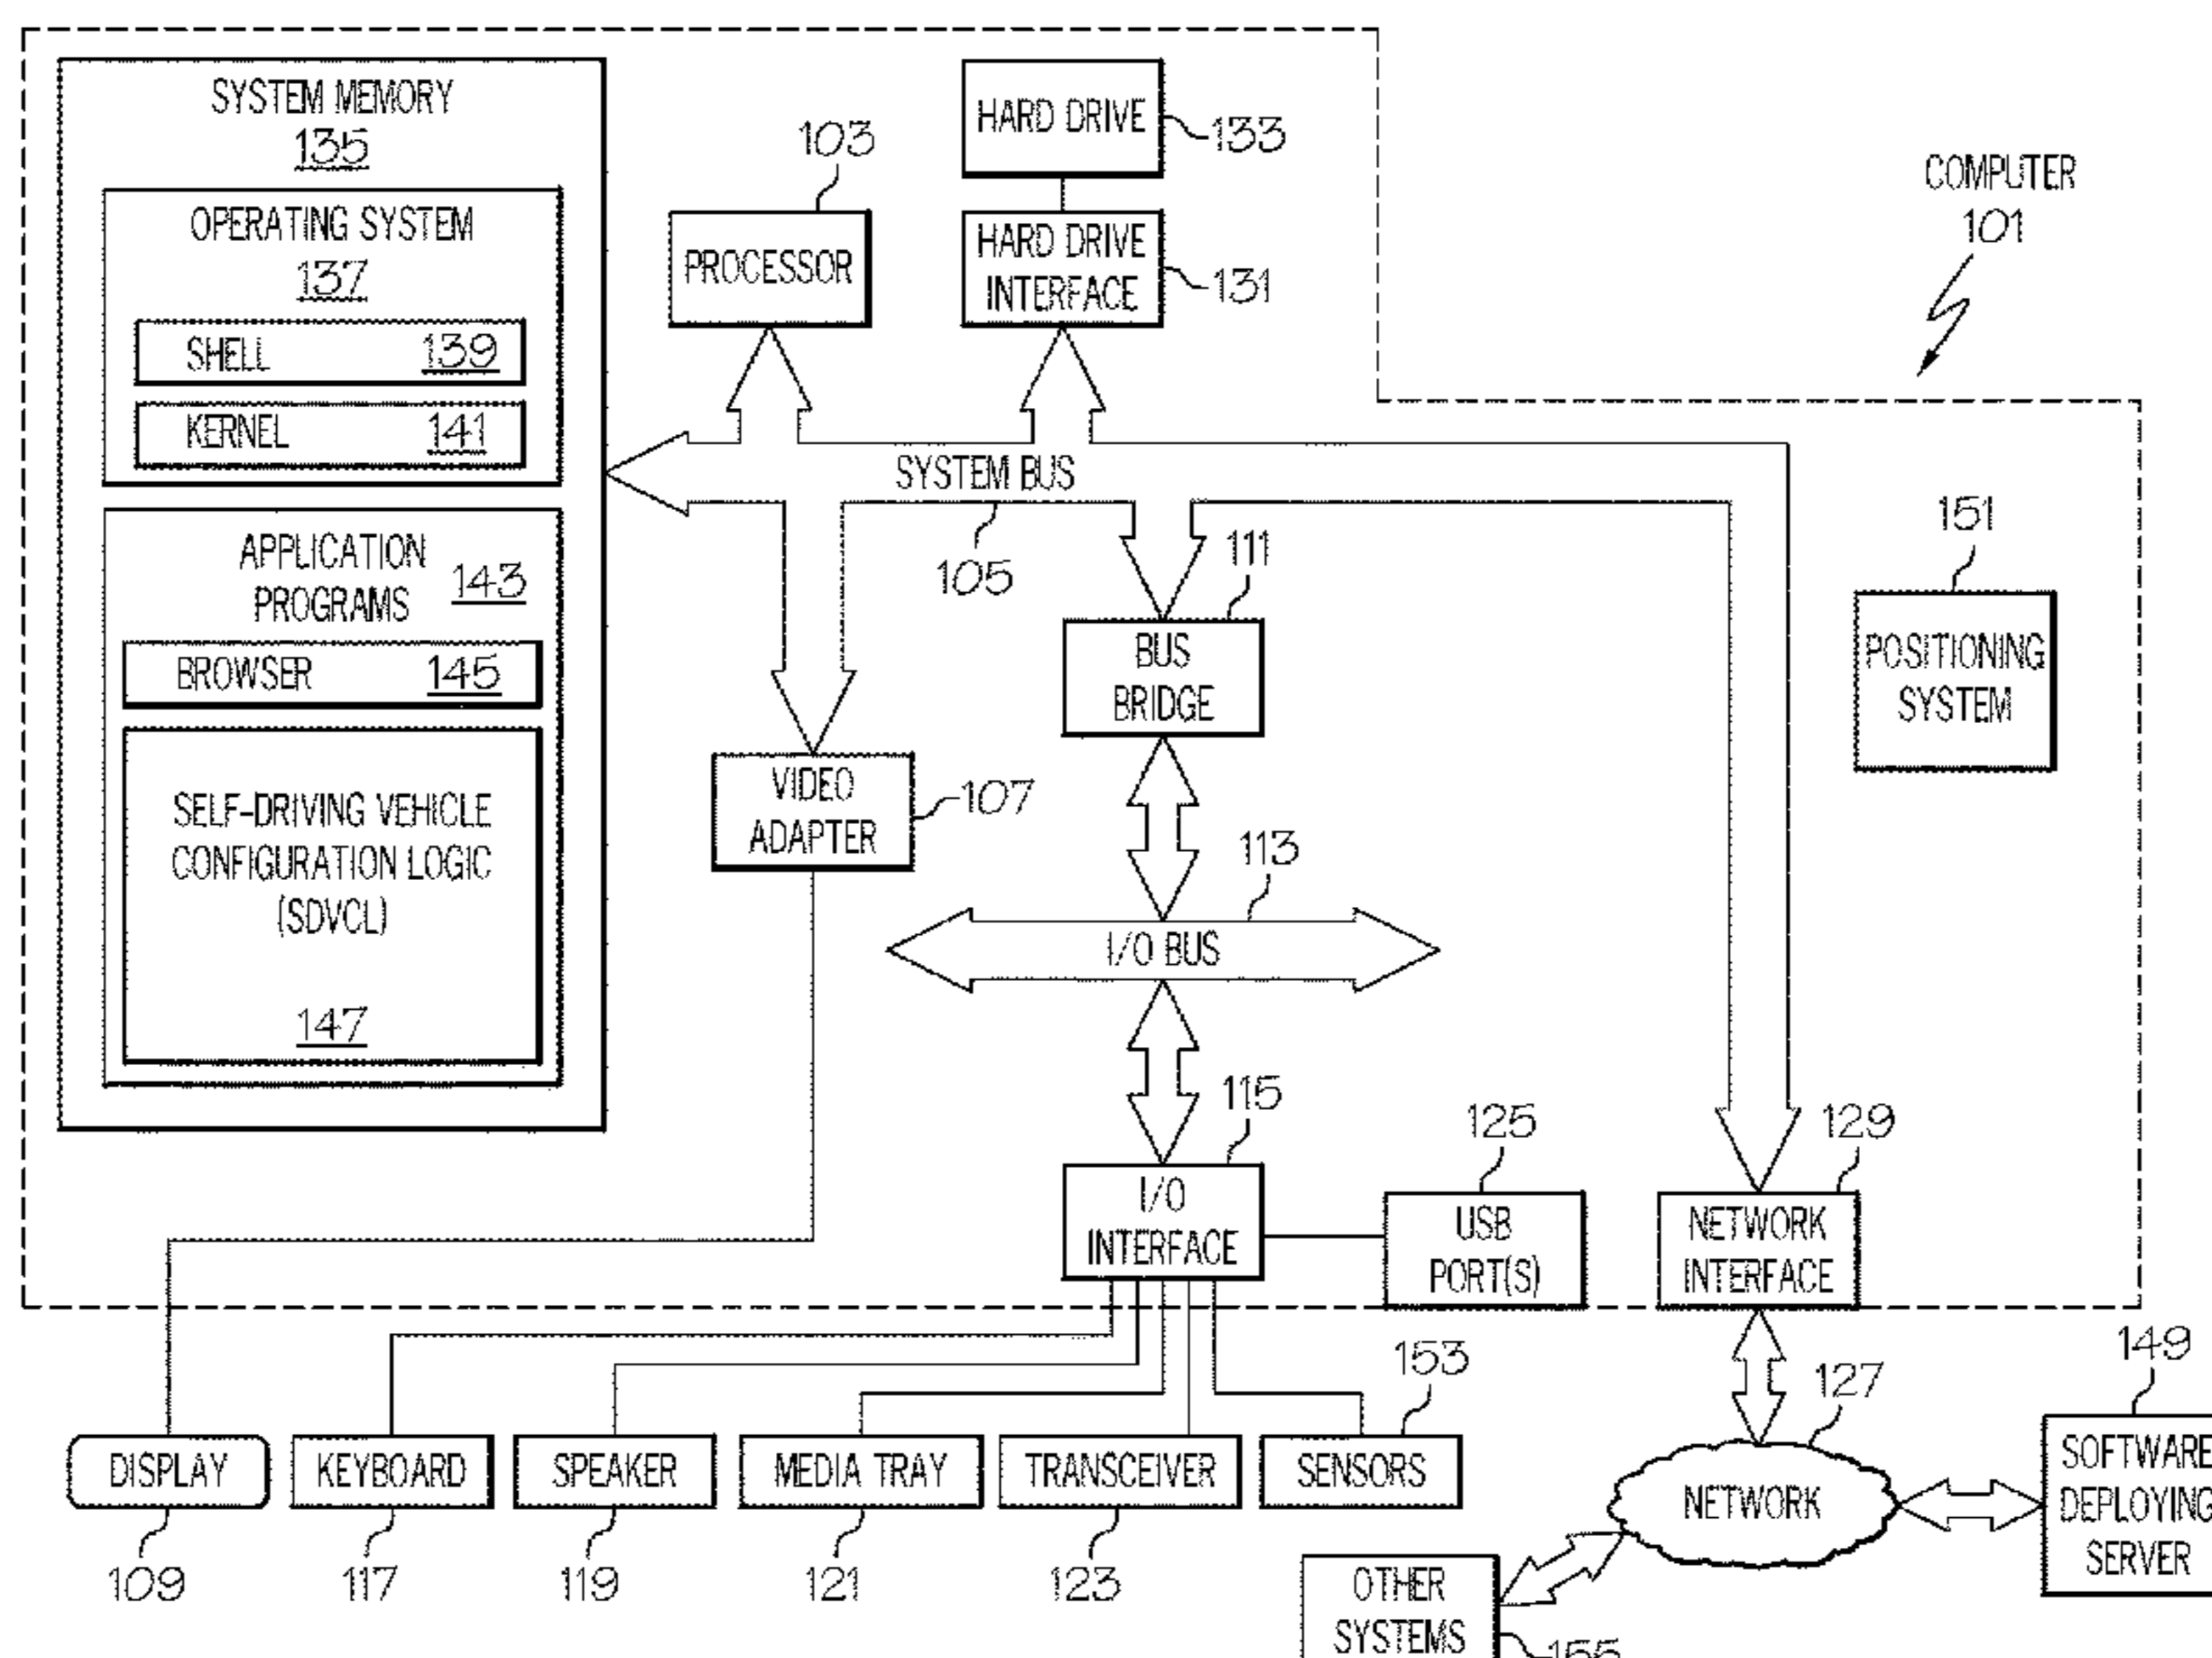 SYSTEM MEMORY
135
OPERATING SYSTEM
137
SHELL 139
KERNEL 141
APPLICATION
PROGRAMS 143
BROWSER 145
SELF-DRIVING VEHICLE
CONFIGURATION LOGIC
(SDVCL)
147
103
PROCESSOR
HARD DRIVE
133
HARD DRIVE
INTERFACE
131
COMPUTER
101
SYSTEM BUS
105
111
BUS
BRIDGE
151
POSITIONING
SYSTEM
VIDEO
ADAPTER
107
113
I/O BUS
115
I/O
INTERFACE
125
USB
PORT(S)
129
NETWORK
INTERFACE
DISPLAY
109
KEYBOARD
117
SPEAKER
119
MEDIA TRAY
121
TRANSCEIVER
123
153
SENSORS
127
NETWORK
149
SOFTWARE
DEPLOYING
SERVER
OTHER
SYSTEMS
155